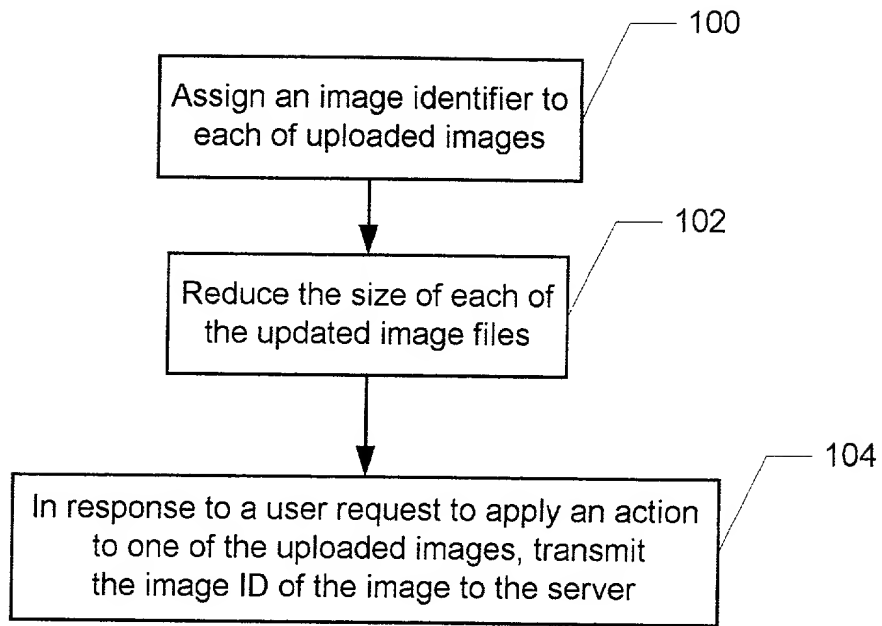 100
Assign an image identifier to
each of uploaded images
102
Reduce the size of each of
the updated image files
104
In response to a user request to apply an action
to one of the uploaded images, transmit
the image ID of the image to the server